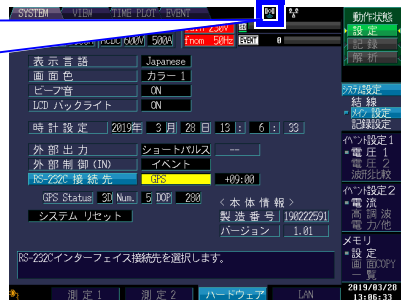 SYSTEM VIEW TIME PLOT EVENT
600V 500A
fnom 50Hz EVENT 0
動作状態
設定
記録
解析
表示言語 Japanese
画面色 カラー1
ビープ音 ON
LCD バックライト ON
時計設定 2019年 3月 28日 13: 6: 33
外部出力 ショートパルス --
外部制御(IN) イベント
RS-232C 接続先 GPS +09:00
GPS Status 3D Num. 5 DOP 280
システム リセット
<本体情報>
製造番号 190222591
バージョン 1.01
RS-232Cインターフェイス接続先を選択します。
システム設定
結線
メイン設定
記録設定
イベント設定1
電圧1
電圧2
波形比較
イベント設定2
電流
高調波
電力/他
メモリ
設定
画面COPY
一覧
測定1 測定2 ハードウェア LAN
2019/03/28
13:06:33